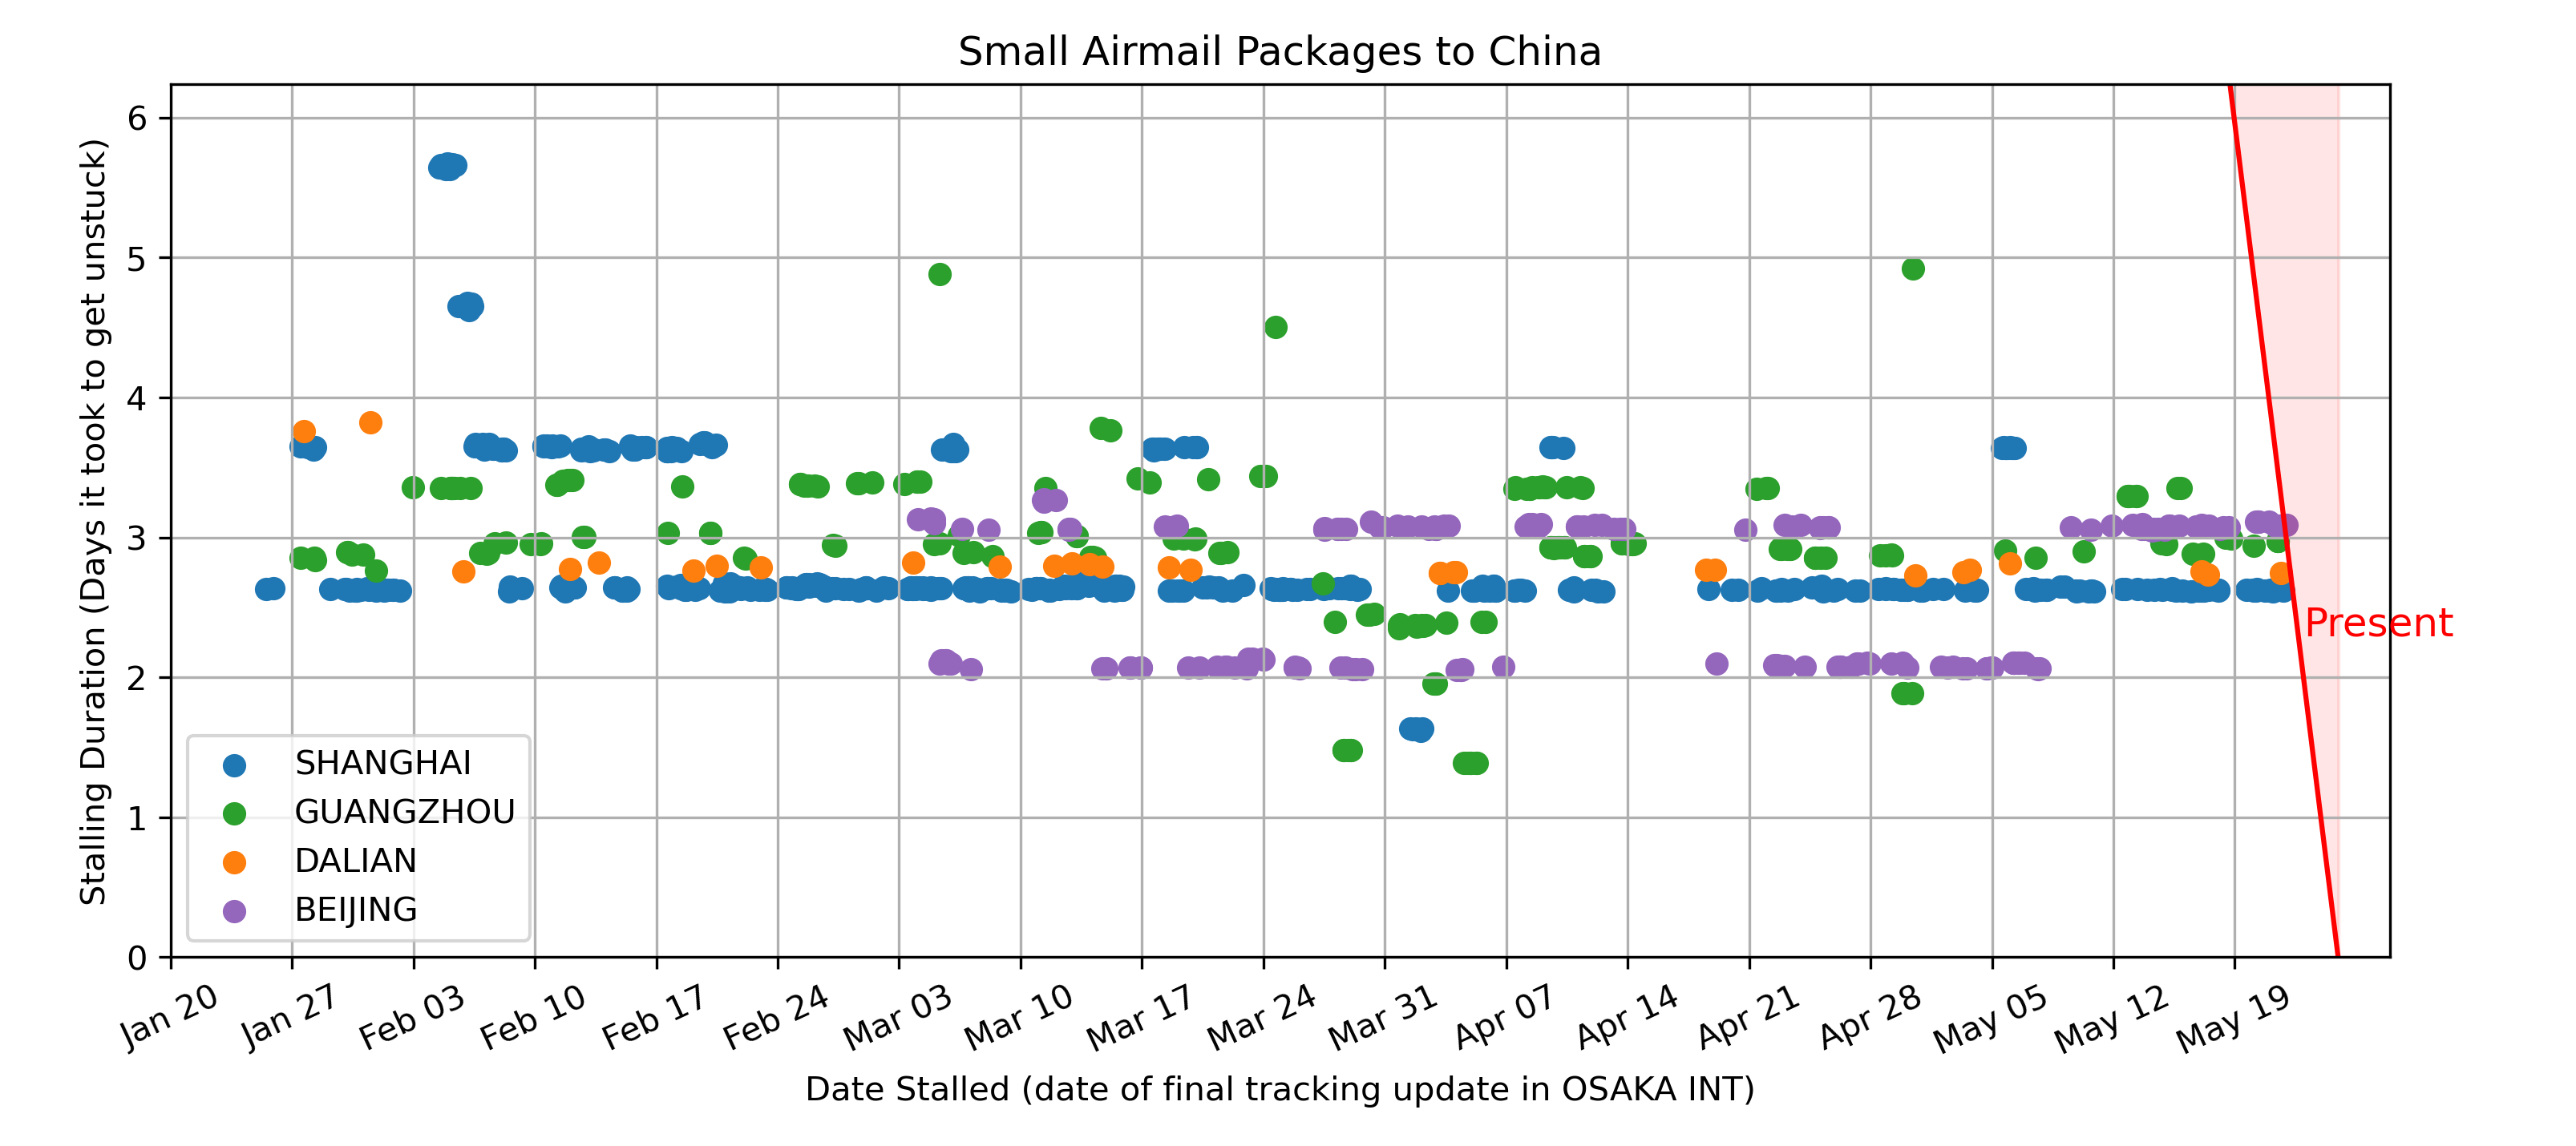 Small Airmail Packages to China
Stalling Duration (Days it took to get unstuck)
6
5
4
3
2
1
0
SHANGHAI
GUANGZHOU
DALIAN
BEIJING
Present
Jan 20
Jan 27
Feb 03
Feb 10
Feb 17
Feb 24
Mar 03
Mar 10
Mar 17
Mar 24
Mar 31
Apr 07
Apr 14
Apr 21
Apr 28
May 05
May 12
May 19
Date Stalled (date of final tracking update in OSAKA INT)